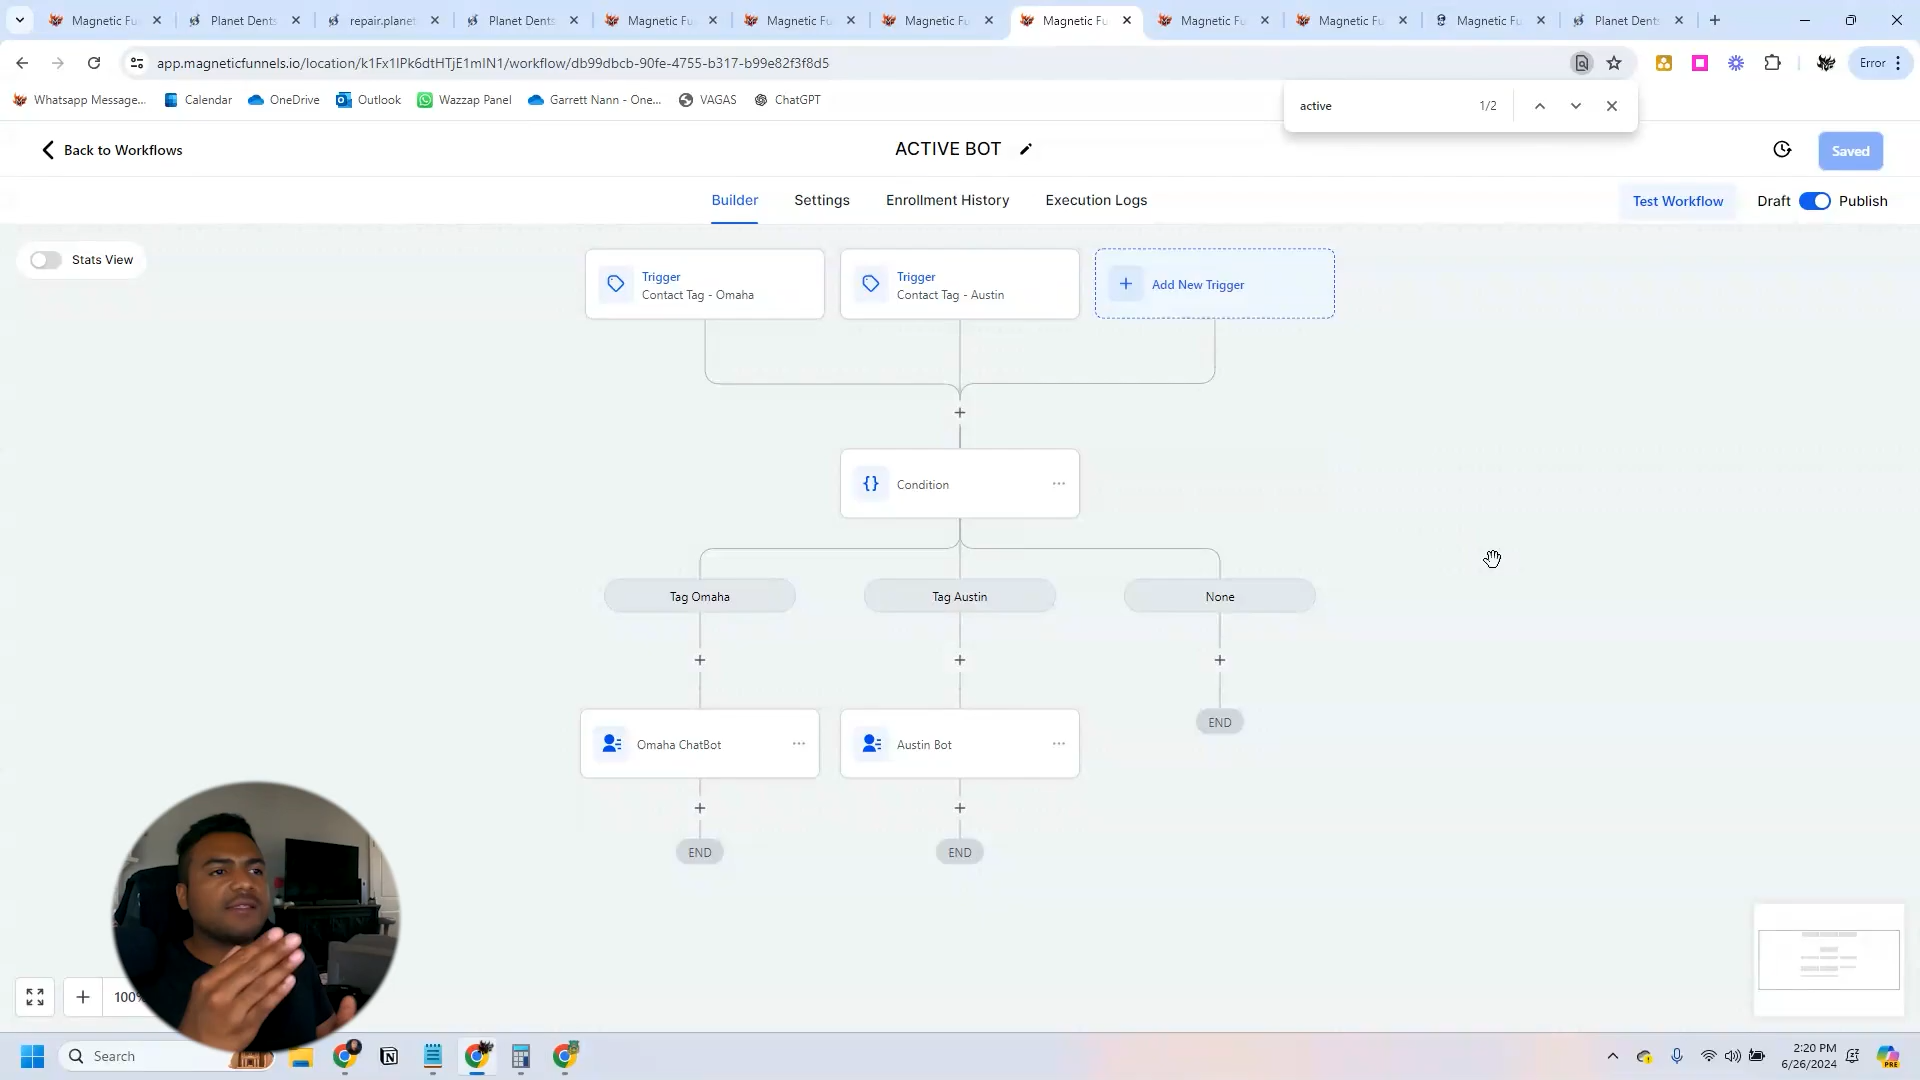 Magnetic Fu
Planet Dents
repair.planet
Planet Dents
Magnetic Fu
Magnetic Fu
Magnetic Fu
Magnetic Fu
Magnetic Fu
Magnetic Fu
Magnetic Fu
Planet Dents
app.magneticfunnels.io/location/k1Fx1IPk6dtHTjE1mIN1/workflow/db99dbcb-90fe-4755-b317-b99e82f3f8d5
Error
Whatsapp Message...
Calendar
OneDrive
Outlook
Wazzap Panel
Garrett Nann - One...
VAGAS
ChatGPT
active
1/2
Back to Workflows
ACTIVE BOT
Saved
Builder
Settings
Enrollment History
Execution Logs
Test Workflow
Draft
Publish
Stats View
Trigger
Contact Tag - Omaha
Trigger
Contact Tag - Austin
Add New Trigger
Condition
Tag Omaha
Tag Austin
None
Omaha ChatBot
Austin Bot
END
END
END
100%
Search
2:20 PM
6/26/2024
PRE